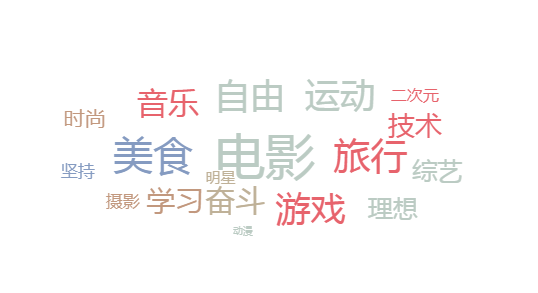 自由
运动
二次元
音乐
时尚
技术
美食
电影
旅行
坚持
综艺
明星
摄影
学习
奋斗
游戏
理想
动漫